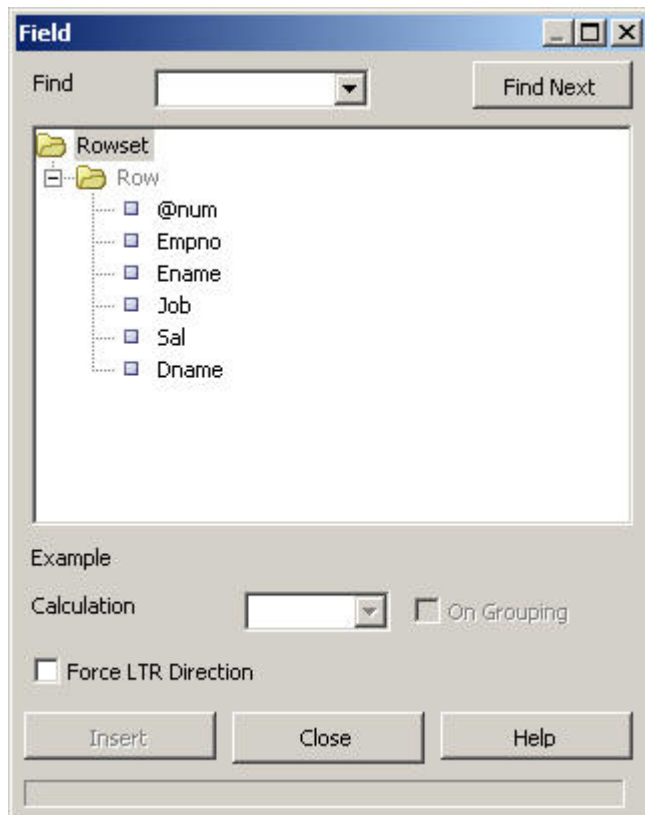 Field
Find
Find Next
Rowset
Row
@num
Empno
Ename
Job
Sal
Dname
Example
Calculation
On Grouping
Force LTR Direction
Insert Close Help